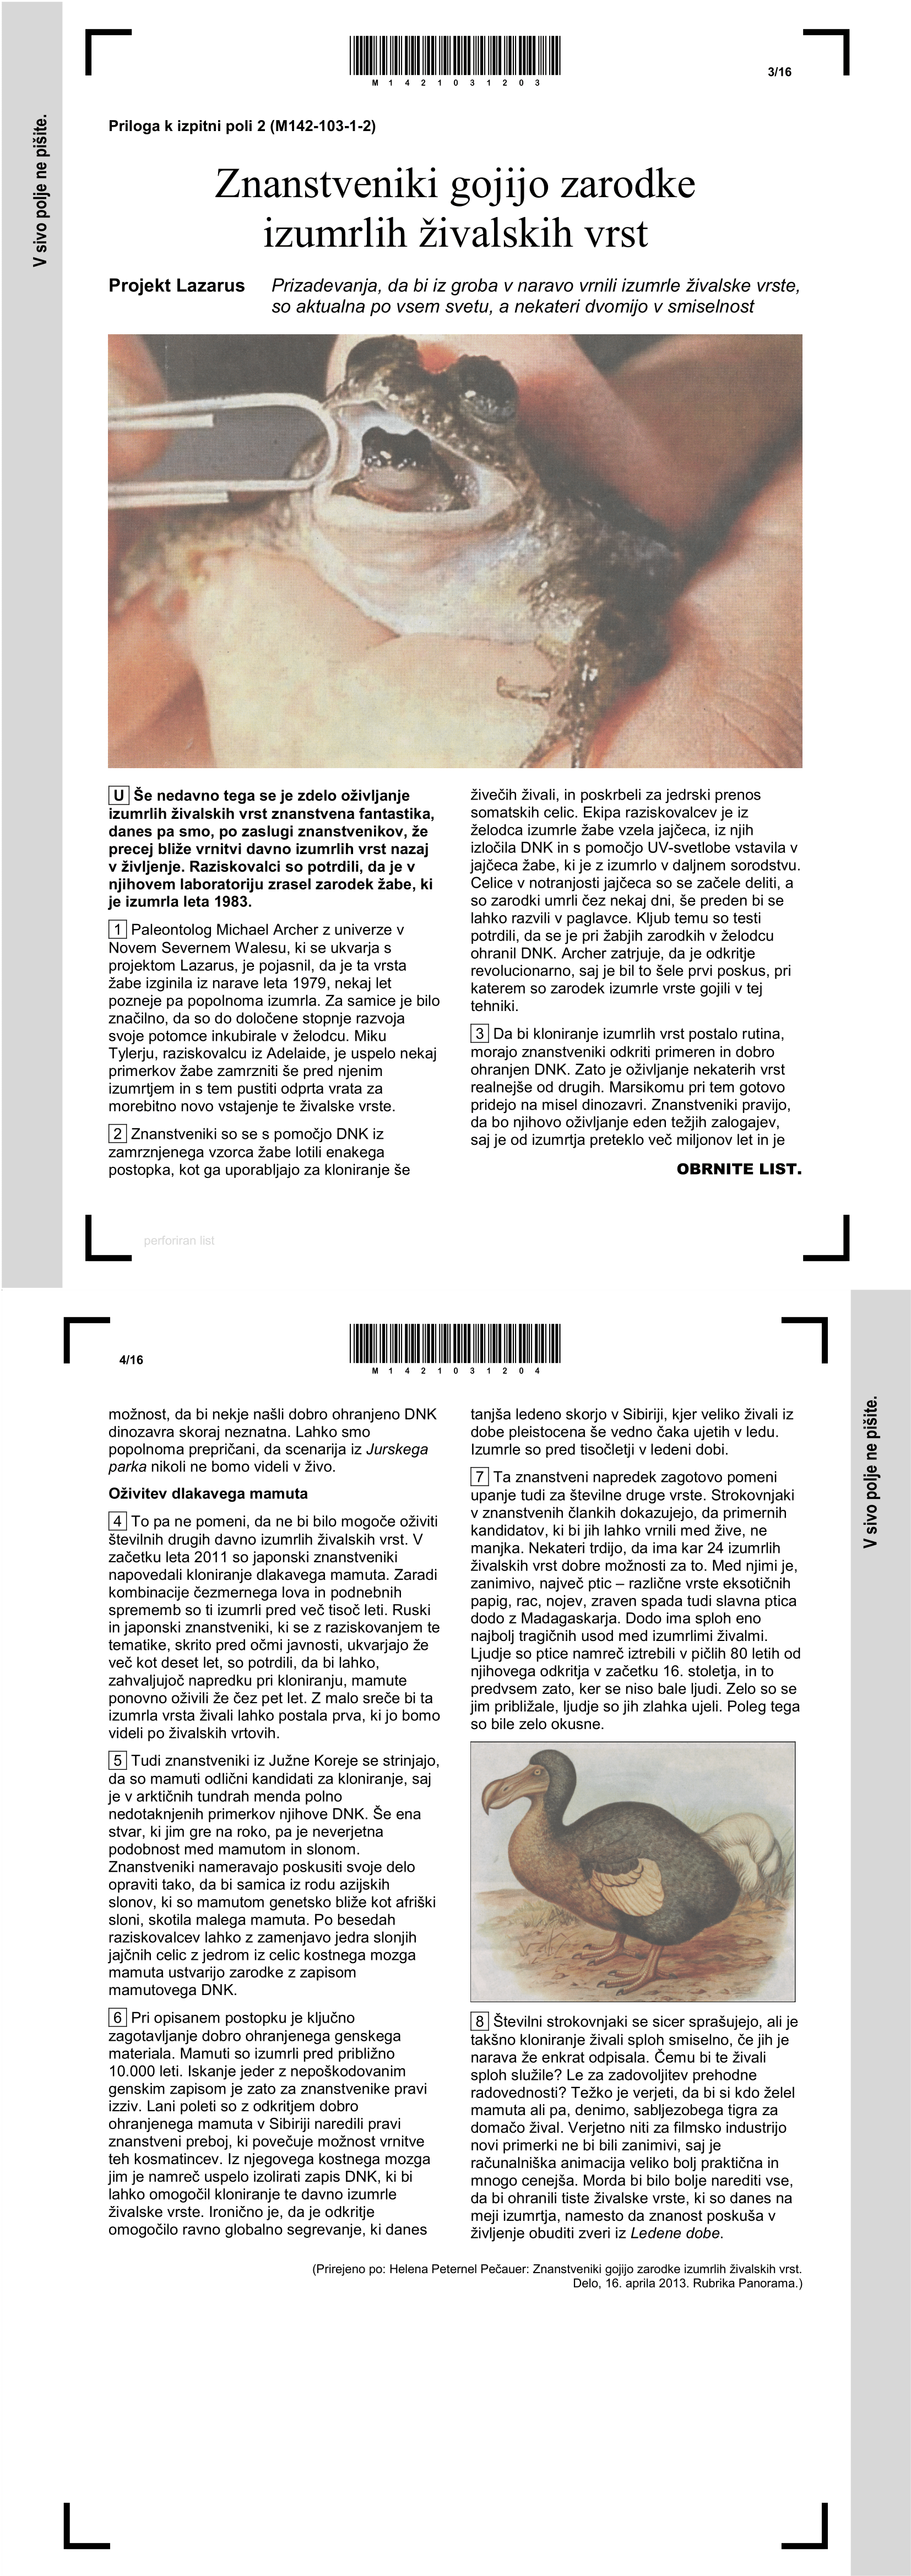 V sivo polje ne pišite.
M 1 4 2 1 0 3 1 2 0 3
3/16
Priloga k izpitni poli 2 (M142-103-1-2)
Znanstveniki gojijo zarodke
izumrlih živalskih vrst
Projekt Lazarus Prizadevanja, da bi iz groba v naravo vrnili izumrle živalske vrste,
so aktualna po vsem svetu, a nekateri dvomijo v smiselnost
U Še nedavno tega se je zdelo oživljanje
izumrlih živalskih vrst znanstvena fantastika,
danes pa smo, po zaslugi znanstvenikov, že
precej bliže vrnitvi davno izumrlih vrst nazaj
v življenje. Raziskovalci so potrdili, da je v
njihovem laboratoriju zrasel zarodek žabe, ki
je izumrla leta 1983.
1 Paleontolog Michael Archer z univerze v
Novem Severnem Walesu, ki se ukvarja s
projektom Lazarus, je pojasnil, da je ta vrsta
žabe izginila iz narave leta 1979, nekaj let
pozneje pa popolnoma izumrla. Za samice je bilo
značilno, da so do določene stopnje razvoja
svoje potomce inkubirale v želodcu. Miku
Tylerju, raziskovalcu iz Adelaide, je uspelo nekaj
primerkov žabe zamrzniti še pred njenim
izumrtjem in s tem pustiti odprta vrata za
morebitno novo vstajenje te živalske vrste.
2 Znanstveniki so se s pomočjo DNK iz
zamrznjenega vzorca žabe lotili enakega
postopka, kot ga uporabljajo za kloniranje še
živečih živali, in poskrbeli za jedrski prenos
somatskih celic. Ekipa raziskovalcev je iz
želodca izumrle žabe vzela jajčeca, iz njih
izločila DNK in s pomočjo UV-svetlobe vstavila v
jajčeca žabe, ki je z izumrlo v daljnem sorodstvu.
Celice v notranjosti jajčeca so se začele deliti, a
so zarodki umrli čez nekaj dni, še preden bi se
lahko razvili v paglavce. Kljub temu so testi
potrdili, da se je pri žabjih zarodkih v želodcu
ohranil DNK. Archer zatrjuje, da je odkritje
revolucionarno, saj je bil to šele prvi poskus, pri
katerem so zarodek izumrle vrste gojili v tej
tehniki.
3 Da bi kloniranje izumrlih vrst postalo rutina,
morajo znanstveniki odkriti primeren in dobro
ohranjen DNK. Zato je oživljanje nekaterih vrst
realnejše od drugih. Marsikomu pri tem gotovo
pridejo na misel dinozavri. Znanstveniki pravijo,
da bo njihovo oživljanje eden težjih zalogajev,
saj je od izumrtja preteklo več milijonov let in je
OBRNITE LIST.
perforiran list
4/16
M 1 4 2 1 0 3 1 2 0 4
V sivo polje ne pišite.
možnost, da bi nekje našli dobro ohranjeno DNK
dinozavra skoraj neznatna. Lahko smo
popolnoma prepričani, da scenarija iz Jurskega
parka nikoli ne bomo videli v živo.
Oživitev dlakavega mamuta
4 To pa ne pomeni, da ne bi bilo mogoče oživiti
številnih drugih davno izumrlih živalskih vrst. V
začetku leta 2011 so japonski znanstveniki
napovedali kloniranje dlakavega mamuta. Zaradi
kombinacije čezmernega lova in podnebnih
sprememb so ti izumrli pred več tisoč leti. Ruski
in japonski znanstveniki, ki se z raziskovanjem te
tematike, skrito pred očmi javnosti, ukvarjajo že
več kot deset let, so potrdili, da bi lahko,
zahvaljujoč napredku pri kloniranju, mamute
ponovno oživili že čez pet let. Z malo sreče bi ta
izumrla vrsta živali lahko postala prva, ki jo bomo
videli po živalskih vrtovih.
5 Tudi znanstveniki iz Južne Koreje se strinjajo,
da so mamuti odlični kandidati za kloniranje, saj
je v arktičnih tundrah menda polno
nedotaknjenih primerkov njihove DNK. Še ena
stvar, ki jim gre na roko, pa je neverjetna
podobnost med mamutom in slonom.
Znanstveniki nameravajo poskusiti svoje delo
opraviti tako, da bi samica iz rodu azijskih
slonov, ki so mamutom genetsko bliže kot afriški
sloni, skotila malega mamuta. Po besedah
raziskovalcev lahko z zamenjavo jedra slonjih
jajčnih celic z jedrom iz celic kostnega mozga
mamuta ustvarijo zarodke z zapisom
mamutovega DNK.
6 Pri opisanem postopku je ključno
zagotavljanje dobro ohranjenega genskega
materiala. Mamuti so izumrli pred približno
10.000 leti. Iskanje jeder z nepoškodovanim
genskim zapisom je zato za znanstvenike pravi
izziv. Lani poleti so z odkritjem dobro
ohranjenega mamuta v Sibiriji naredili pravi
znanstveni preboj, ki povečuje možnost vrnitve
teh kosmatincev. Iz njegovega kostnega mozga
jim je namreč uspelo izolirati zapis DNK, ki bi
lahko omogočil kloniranje te davno izumrle
živalske vrste. Ironično je, da je odkritje
omogočilo ravno globalno segrevanje, ki danes
tanjša ledeno skorjo v Sibiriji, kjer veliko živali iz
dobe pleistocena še vedno čaka ujetih v ledu.
Izumrle so pred tisočletji v ledeni dobi.
7 Ta znanstveni napredek zagotovo pomeni
upanje tudi za številne druge vrste. Strokovnjaki
v znanstvenih člankih dokazujejo, da primernih
kandidatov, ki bi jih lahko vrnili med žive, ne
manjka. Nekateri trdijo, da ima kar 24 izumrlih
živalskih vrst dobre možnosti za to. Med njimi je,
zanimivo, največ ptic – različne vrste eksotičnih
papig, rac, nojev, zraven spada tudi slavna ptica
dodo z Madagaskarja. Dodo ima sploh eno
najbolj tragičnih usod med izumrlimi živalmi.
Ljudje so ptice namreč iztrebili v pičlih 80 letih od
njihovega odkritja v začetku 16. stoletja, in to
predvsem zato, ker se niso bale ljudi. Zelo so se
jim približale, ljudje so jih zlahka ujeli. Poleg tega
so bile zelo okusne.
8 Številni strokovnjaki se sicer sprašujejo, ali je
takšno kloniranje živali sploh smiselno, če jih je
narava že enkrat odpisala. Čemu bi te živali
sploh služile? Le za zadovoljitev prehodne
radovednosti? Težko je verjeti, da bi si kdo želel
mamuta ali pa, denimo, sabljezobega tigra za
domačo žival. Verjetno niti za filmsko industrijo
novi primerki ne bi bili zanimivi, saj je
računalniška animacija veliko bolj praktična in
mnogo cenejša. Morda bi bilo bolje narediti vse,
da bi ohranili tiste živalske vrste, ki so danes na
meji izumrtja, namesto da znanost poskuša v
življenje obuditi zveri iz Ledene dobe.
(Prirejeno po: Helena Peternel Pečauer: Znanstveniki gojijo zarodke izumrlih živalskih vrst.
Delo, 16. aprila 2013. Rubrika Panorama.)